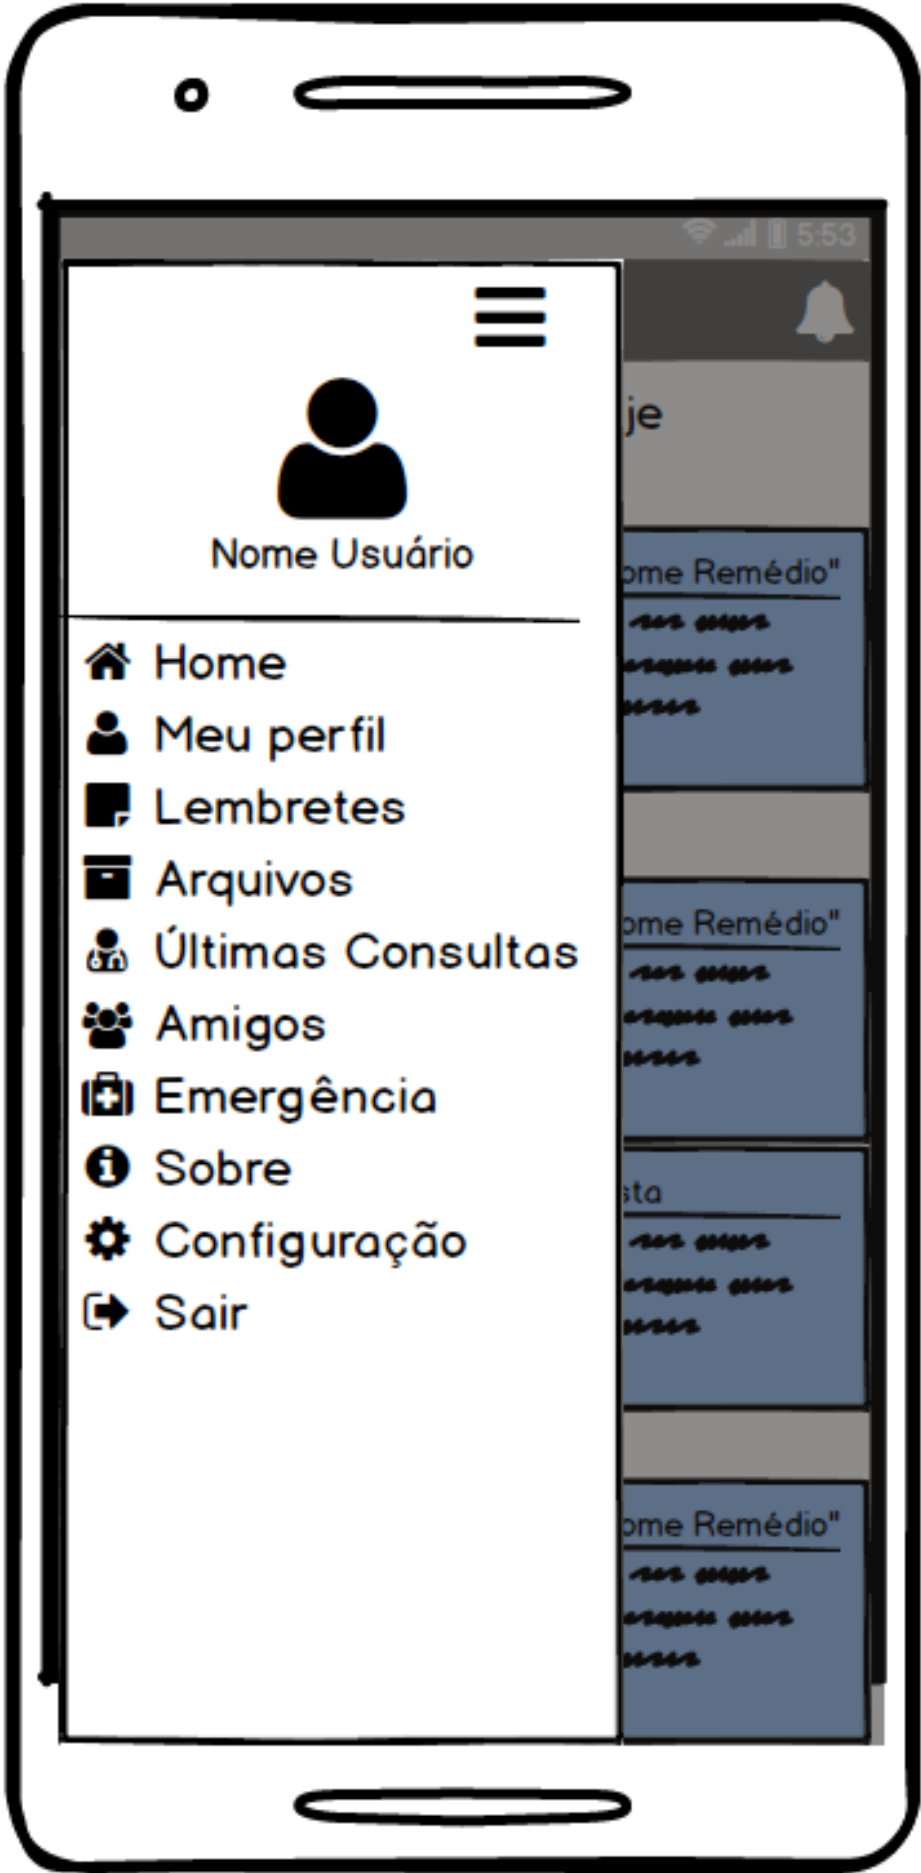 5:53
je
Nome Usuário
ome Remédio"
Home
Meu perfil
Lembretes
Arquivos
Últimas Consultas
ome Remédio"
Amigos
Emergência
Sobre
sta
Configuração
Sair
ome Remédio"